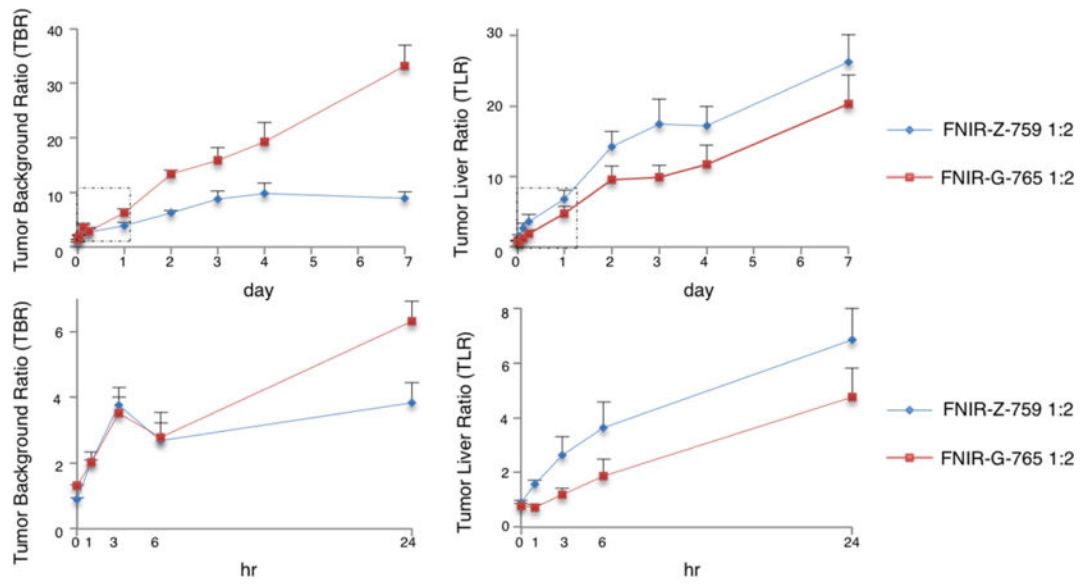 Tumor Background Ratio (TBR)
40
30
20
10
0
0
1
2
3
4
5
6
7
day
Tumor Liver Ratio (TLR)
30
20
10
0
0
1
2
3
4
5
6
7
day
FNIR-Z-759 1:2
FNIR-G-765 1:2
Tumor Background Ratio (TBR)
6
4
2
0
0 1 3 6 24
hr
Tumor Liver Ratio (TLR)
8
6
4
2
0
0 1 3 6 24
hr
FNIR-Z-759 1:2
FNIR-G-765 1:2